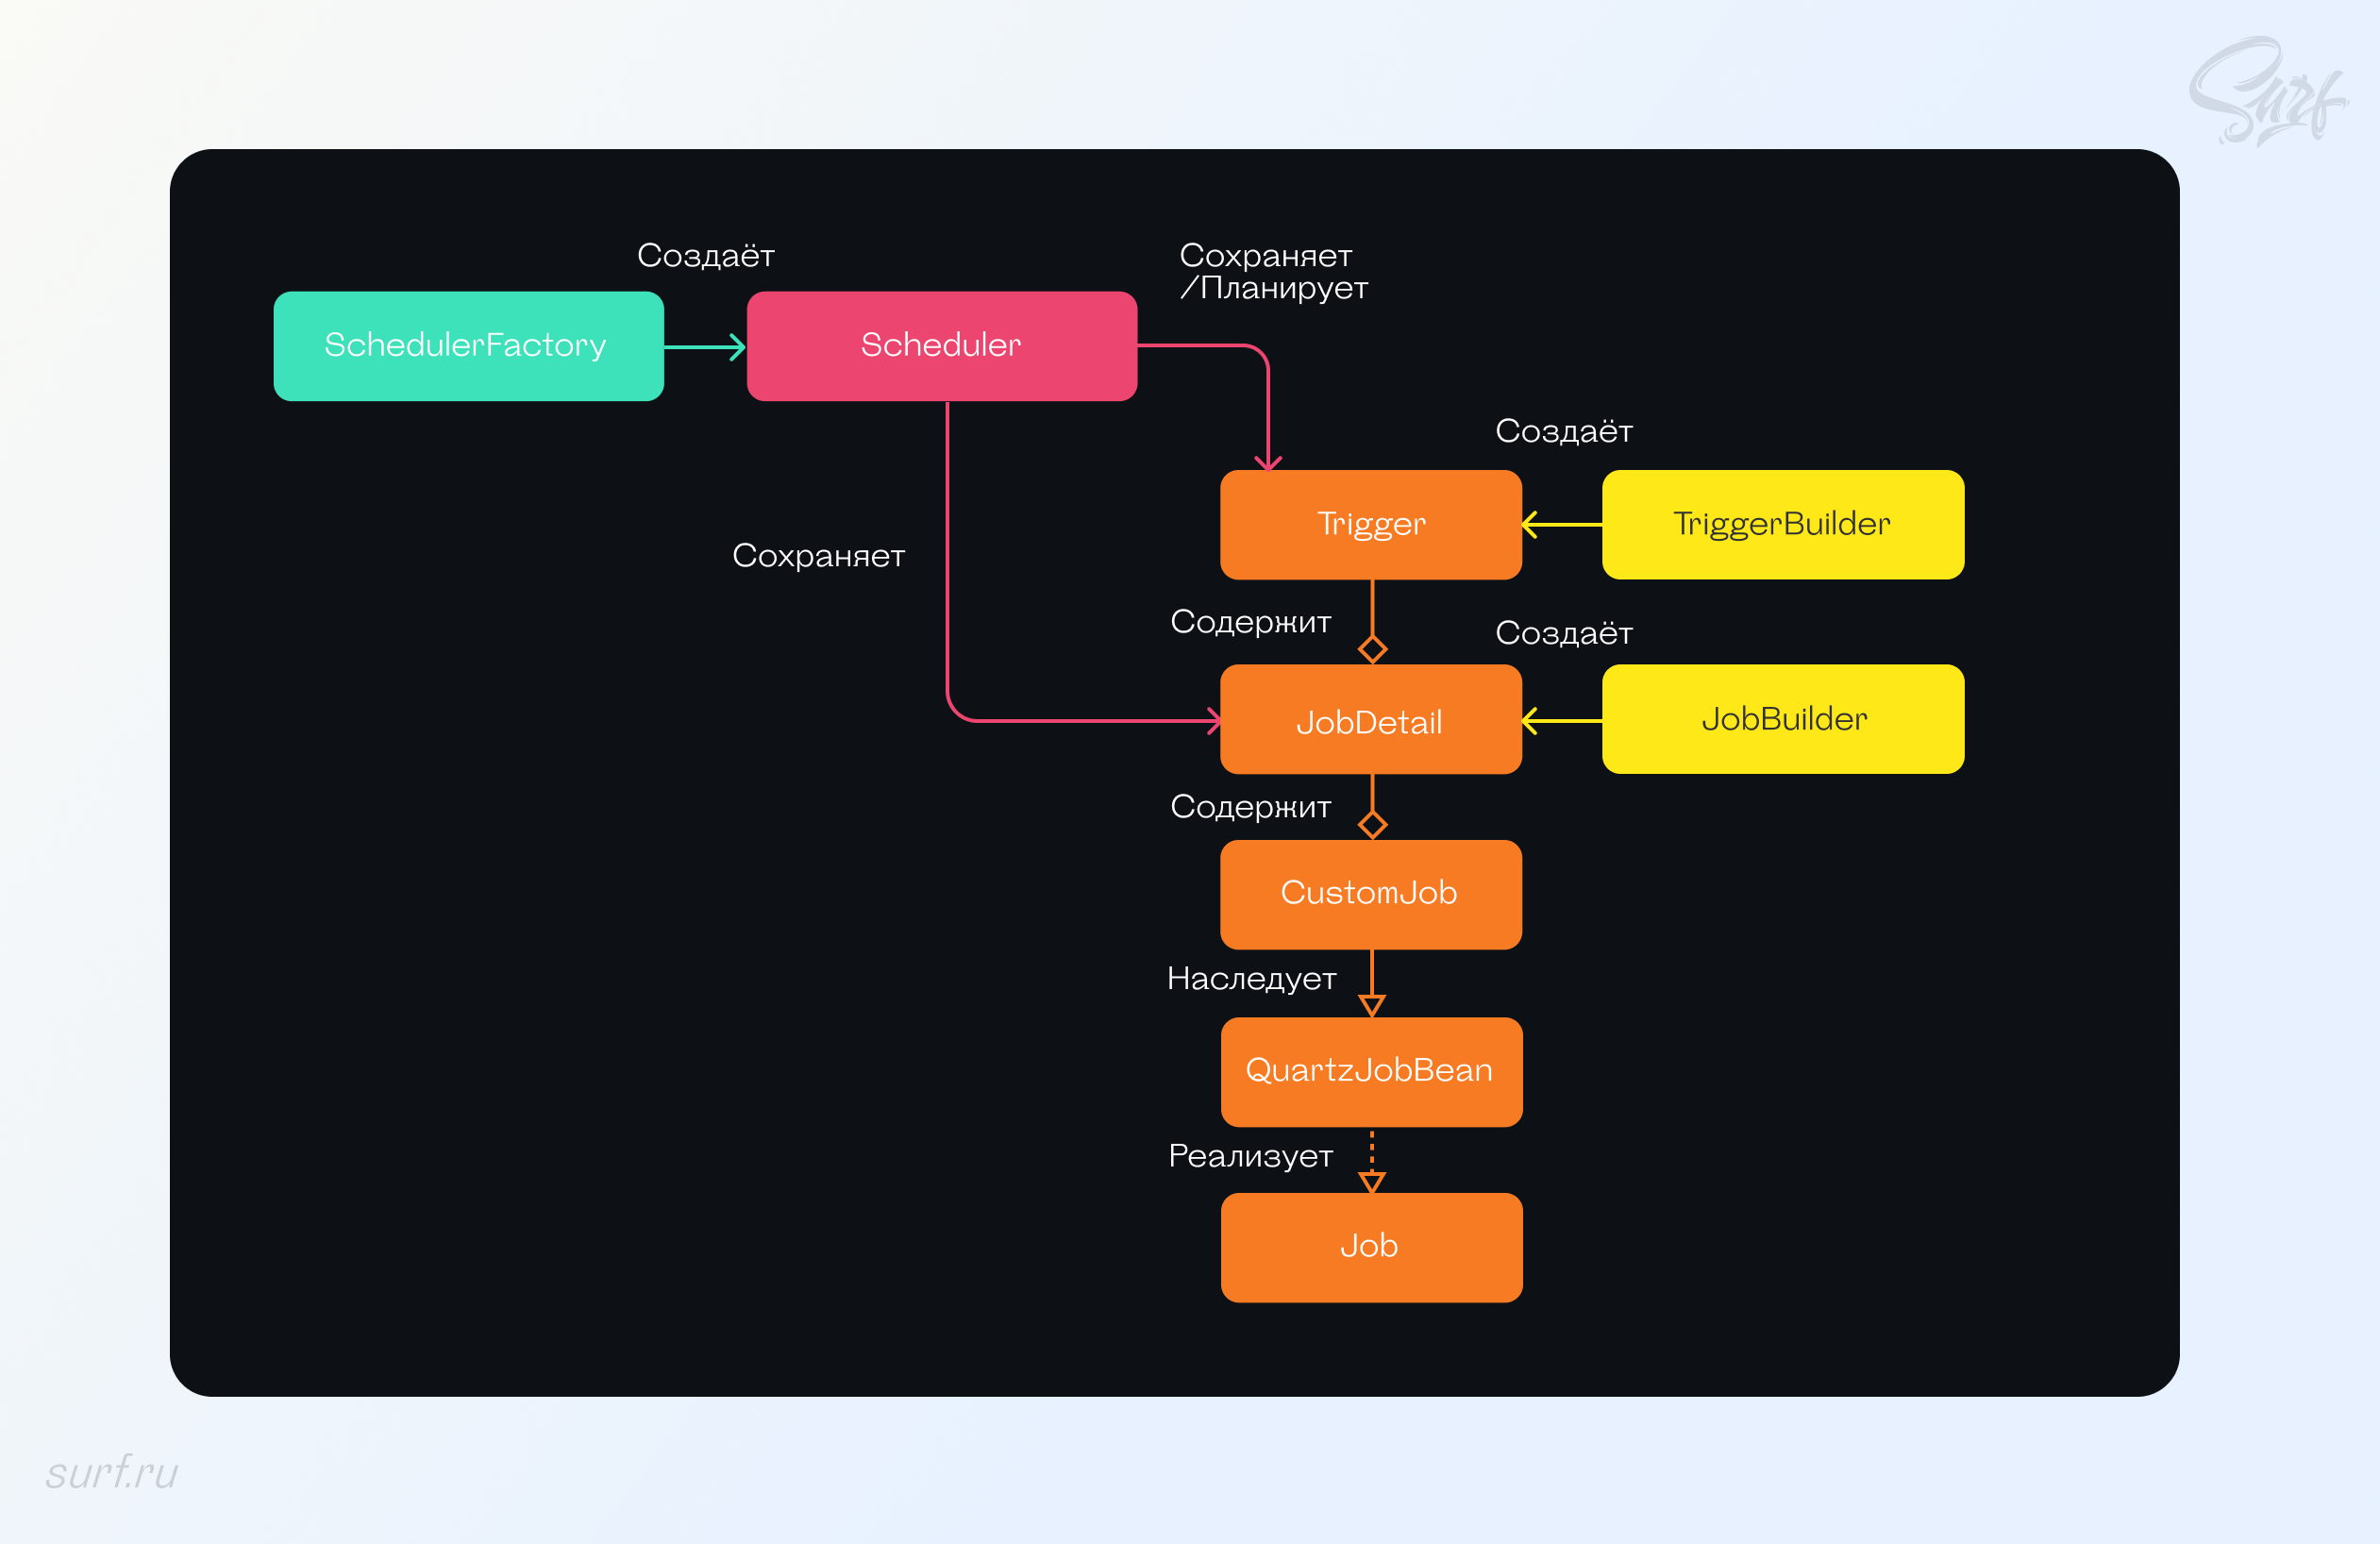 Surf
Создаёт
Сохраняет
/Планирует
SchedulerFactory
Scheduler
Создаёт
Trigger
TriggerBuilder
Сохраняет
Содержит
Создаёт
JobDetail
JobBuilder
Содержит
CustomJob
Наследует
QuartzJobBean
Реализует
Job
surf.ru